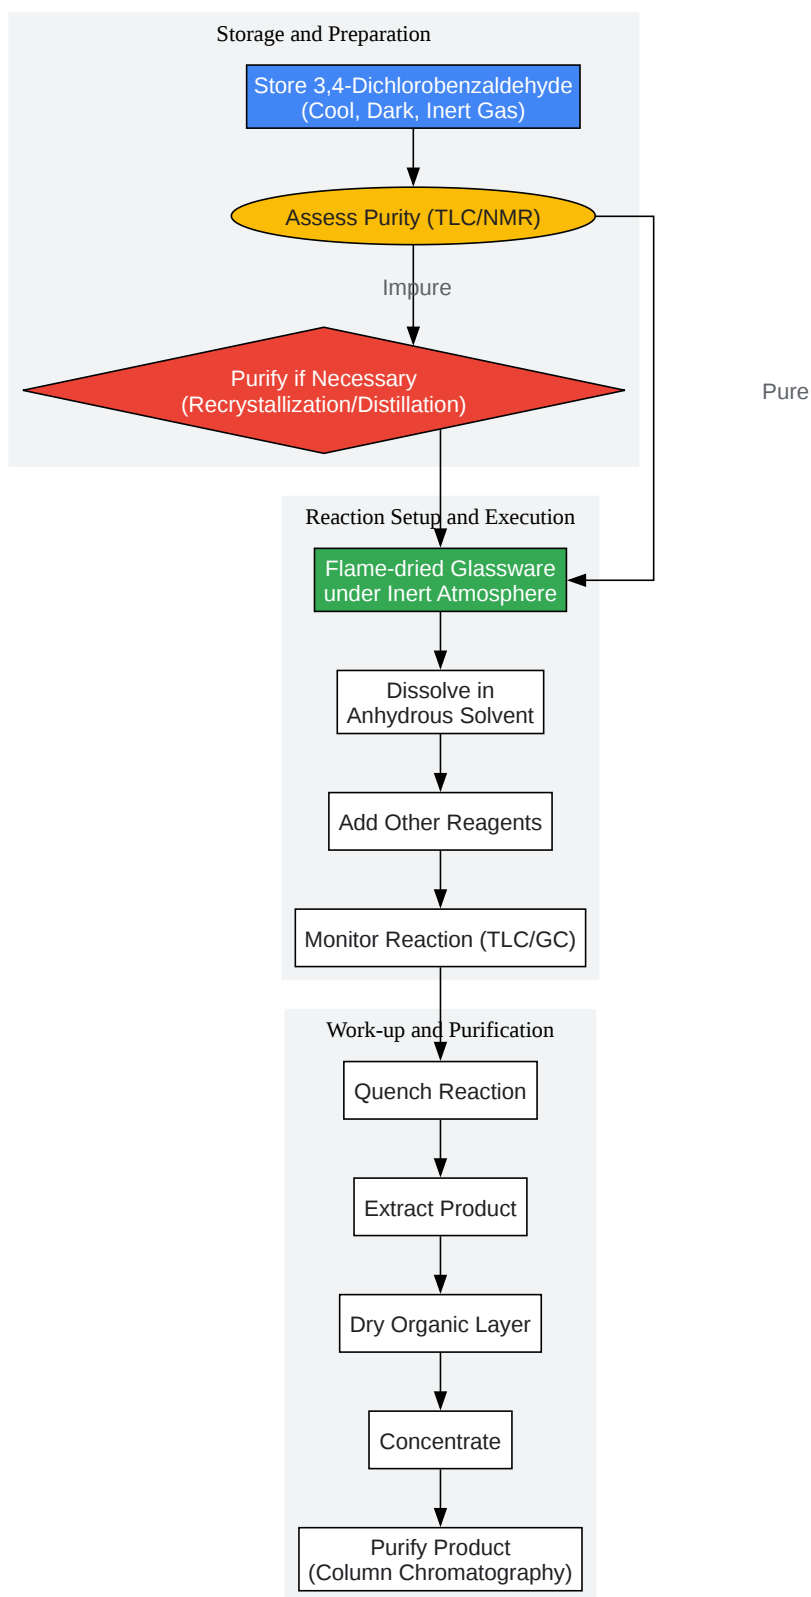 Storage and Preparation
Store 3,4-Dichlorobenzaldehyde
(Cool, Dark, Inert Gas)
Assess Purity (TLC/NMR)
Impure
Purify if Necessary
(Recrystallization/Distillation)
Pure
Reaction Setup and Execution
Flame-dried Glassware
under Inert Atmosphere
Dissolve in
Anhydrous Solvent
Add Other Reagents
Monitor Reaction (TLC/GC)
Work-up and Purification
Quench Reaction
Extract Product
Dry Organic Layer
Concentrate
Purify Product
(Column Chromatography)